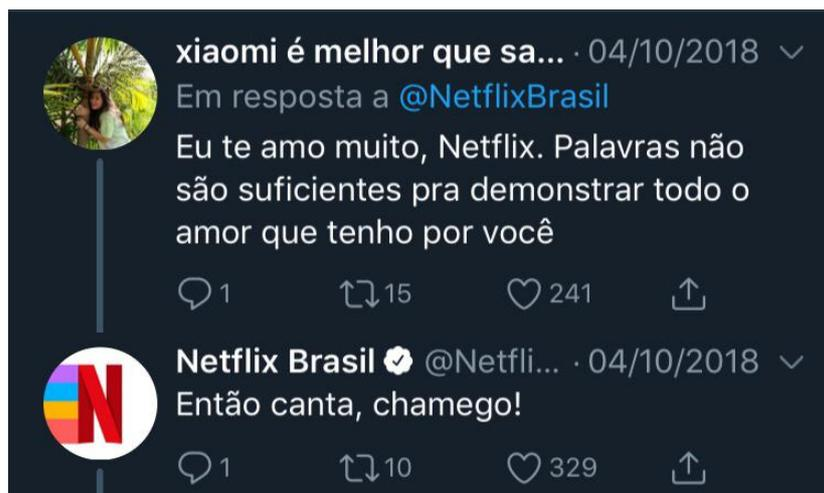 xiaomi é melhor que sa... · 04/10/2018
Em resposta a @NetflixBrasil
Eu te amo muito, Netflix. Palavras não
são suficientes pra demonstrar todo o
amor que tenho por você
1 15 241
Netflix Brasil @Netfli... · 04/10/2018
Então canta, chamego!
1 10 329